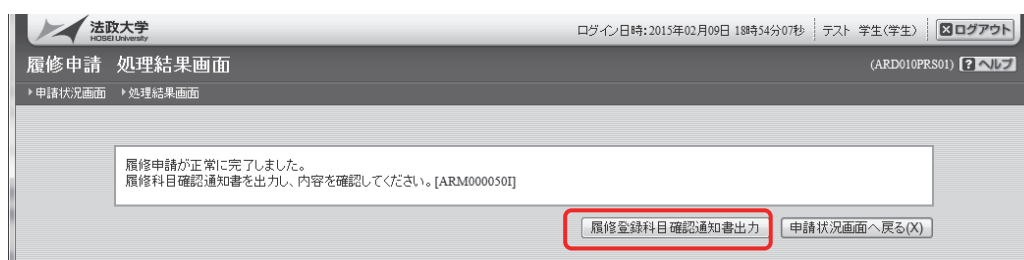 法政大学
HOSEI University
ログイン日時:2015年02月09日 18時54分07秒 テスト 学生(学生) ログアウト
履修申請 処理結果画面 (ARD010PRS01) ? ヘルプ
申請状況画面 処理結果画面
履修申請が正常に完了しました。
履修科目確認通知書を出力し、内容を確認してください。[ARM000050I]
履修登録科目確認通知書出力 申請状況画面へ戻る(X)